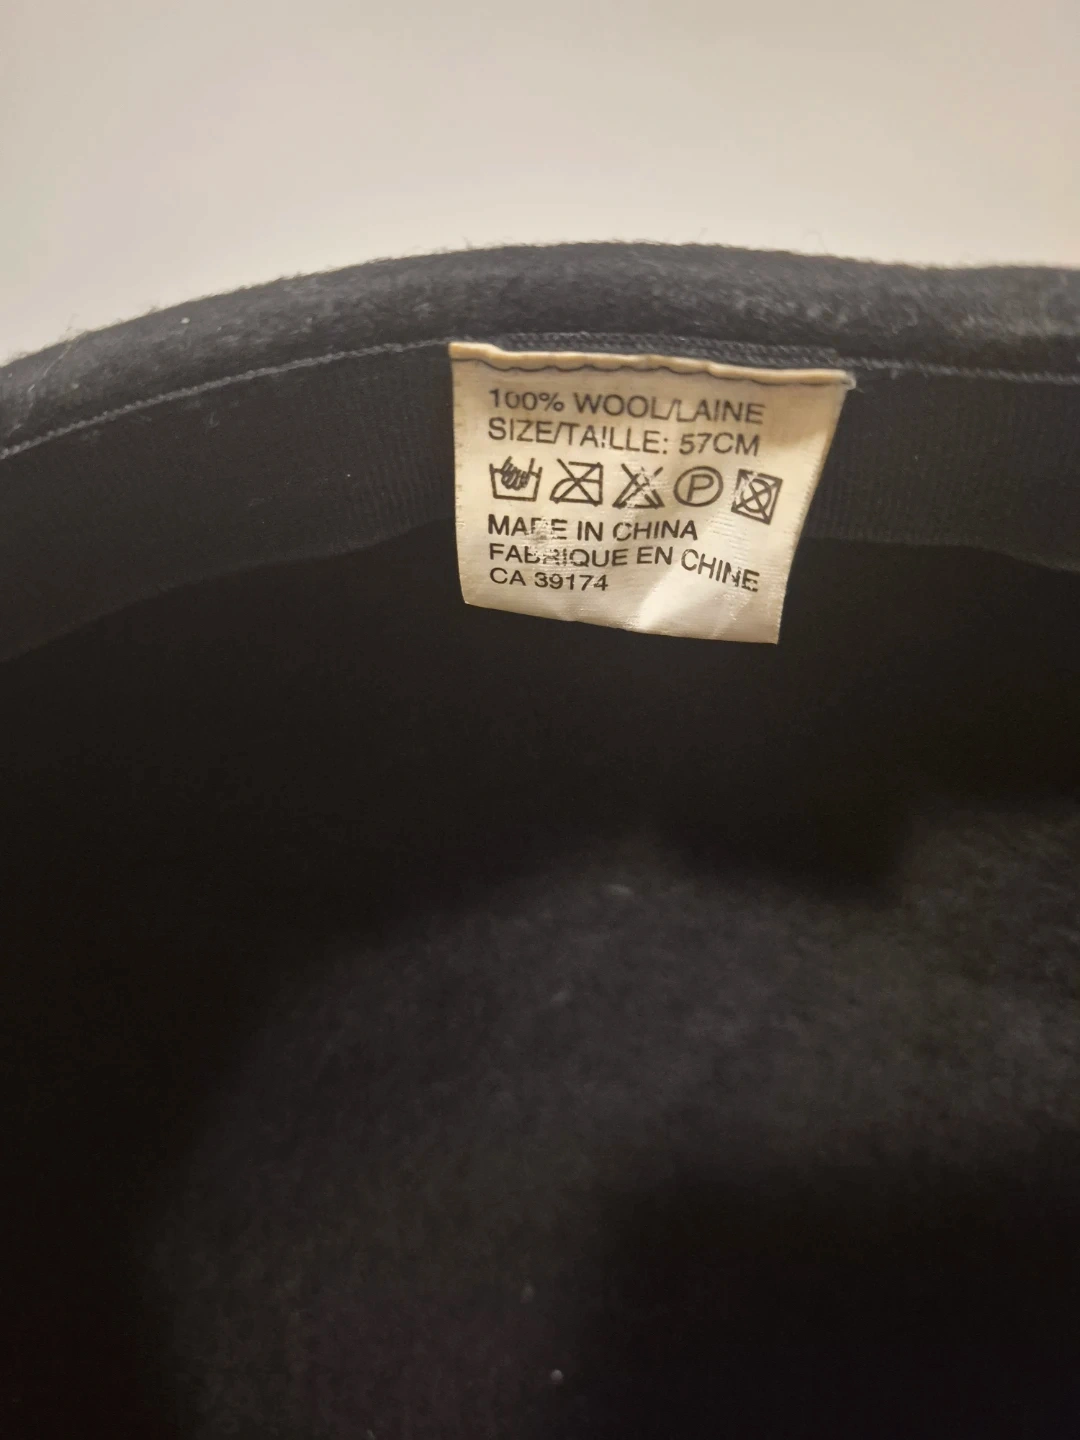 100% WOOL/LAINE
SIZE/TAILLE: 57CM
P
MADE IN CHINA
FABRIQUE EN CHINE
CA 39174